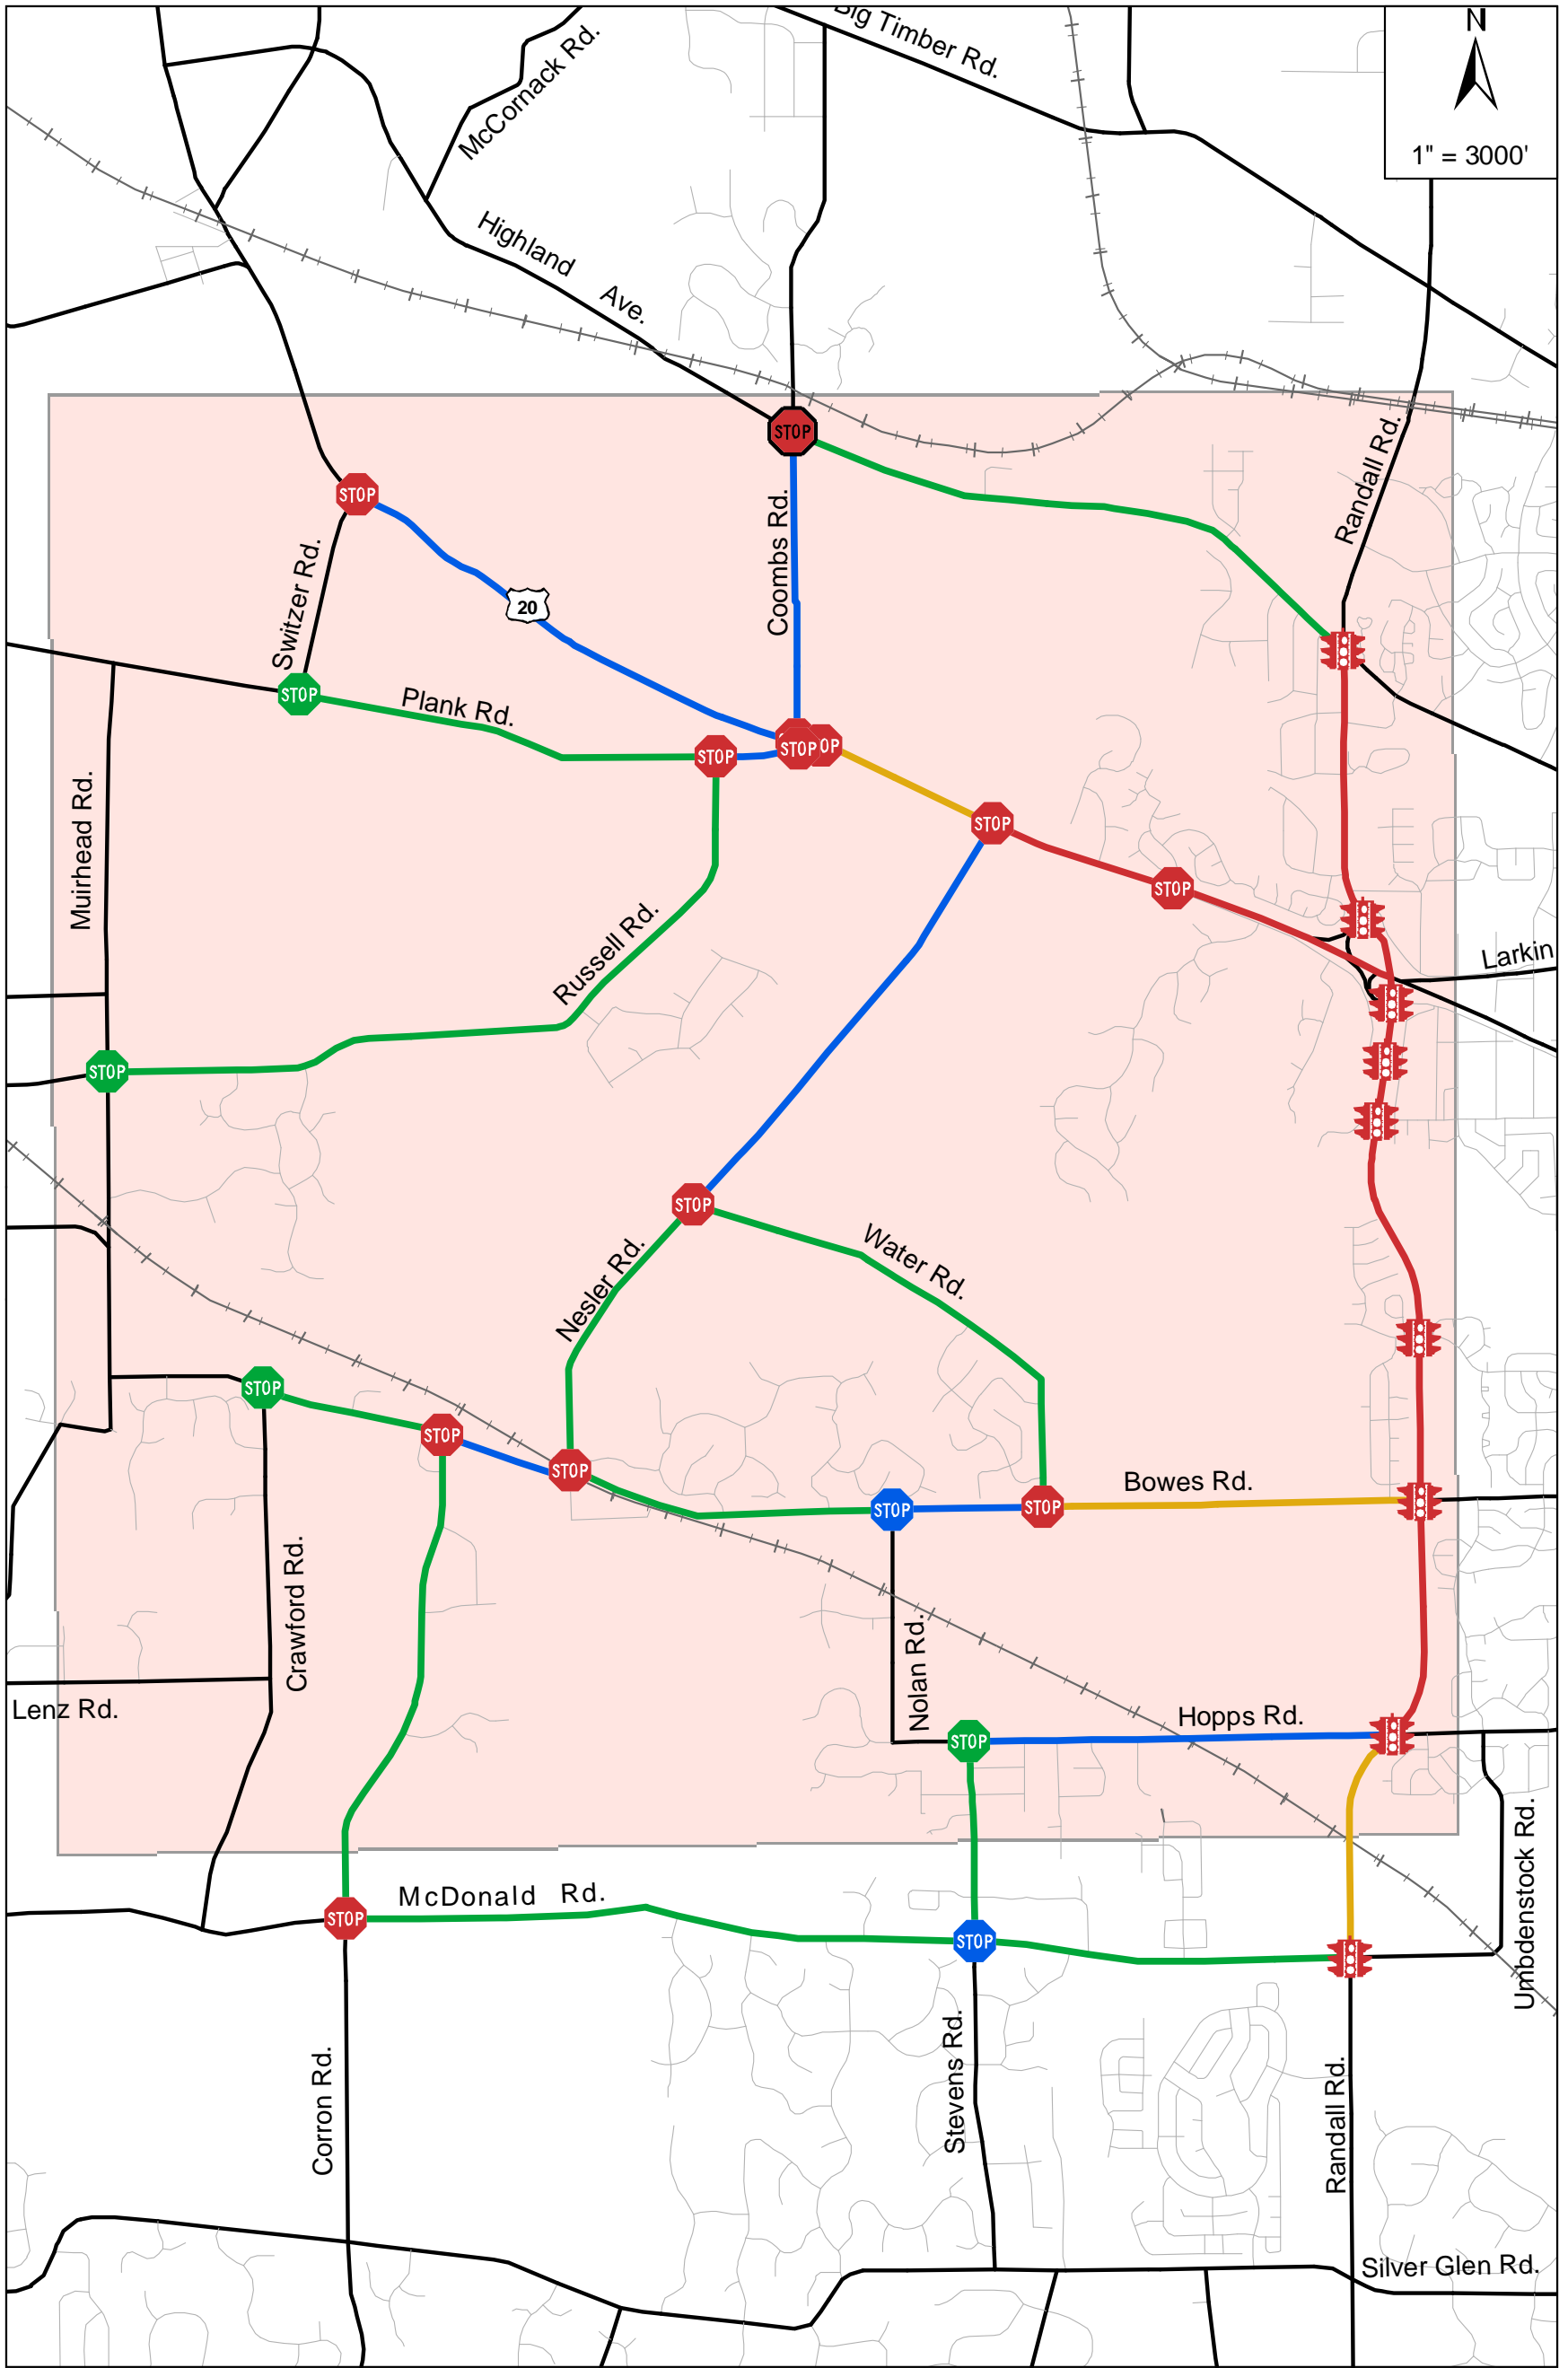 Big Timber Rd.
N
1" = 3000'
McCornack Rd.
Highland Ave.
Randall Rd.
STOP
Coombs Rd.
STOP
Switzer Rd.
20
STOP
Plank Rd.
STOP
STOP
OP
Muirhead Rd.
STOP
STOP
Russell Rd.
Larkin
STOP
STOP
Nesler Rd.
Water Rd.
STOP
STOP
STOP
STOP
STOP
Bowes Rd.
Crawford Rd.
Nolan Rd.
Lenz Rd.
STOP
Hopps Rd.
Umbdenstock Rd.
STOP
McDonald Rd.
STOP
Corron Rd.
Stevens Rd.
Randall Rd.
Silver Glen Rd.